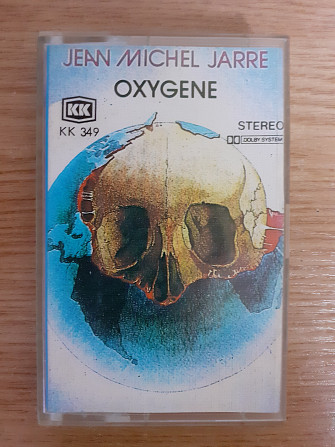 JEAN MICHEL JARRE
OXYGENE
KK
KK 349
STEREO
DOLBY SYSTEM